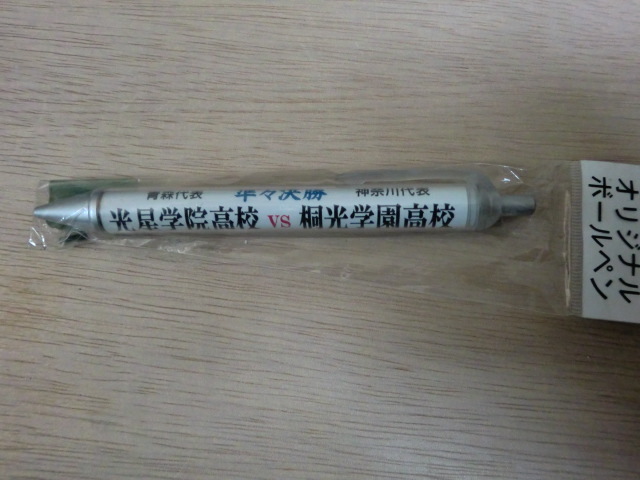 青森代表 準々決勝 神奈川代表
光星学院高校 vs 桐光学園高校
オリジナル
ボールペン